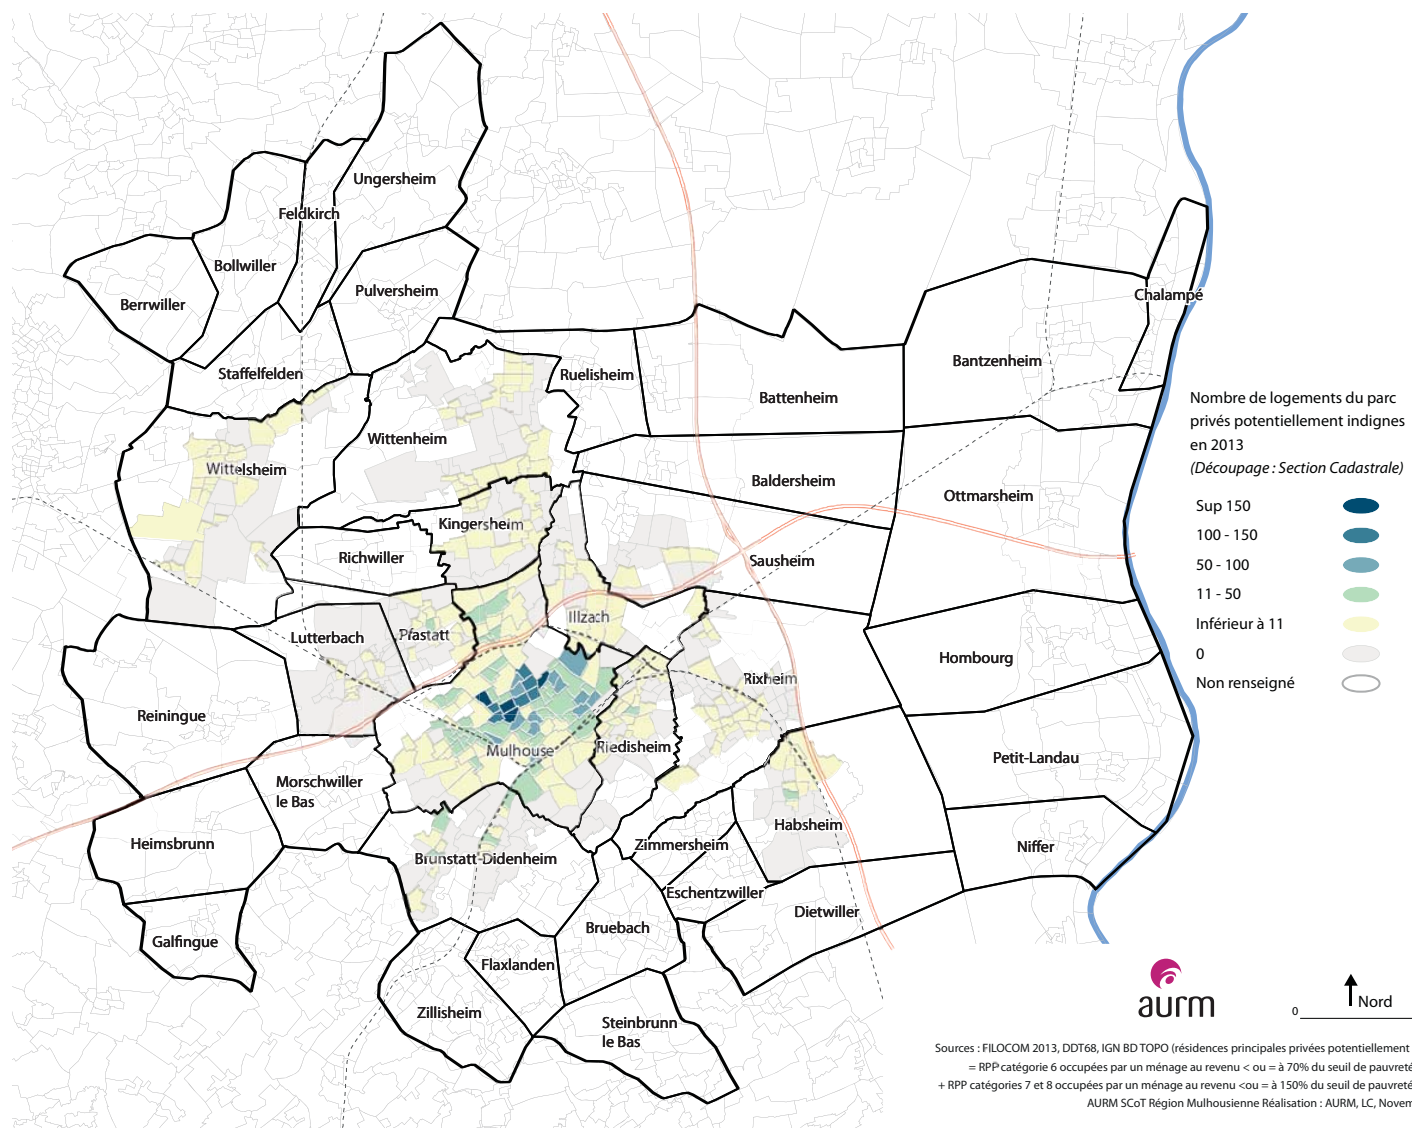 Ungersheim
Feldkirch
Bollwiller
Berrwiller
Pulversheim
Chalampé
Staffelfelden
Ruelisheim
Bantzenheim
Battenheim
Wittenheim
Wittelsheim
Baldersheim
Ottmarsheim
Kingersheim
Richwiller
Sausheim
Illzach
Lutterbach
Pfastatt
Hombourg
Rixheim
Reiningue
Mulhouse
Riedisheim
Petit-Landau
Morschwiller
le Bas
Habsheim
Heimsbrunn
Zimmersheim
Niffer
Brunstatt-Didenheim
Eschentzwiller
Dietwiller
Galfingue
Bruebach
Flaxlanden
Zillisheim
Steinbrunn
le Bas
Nombre de logements du parc
privés potentiellement indignes
en 2013
(Découpage : Section Cadastrale)
Sup 150
100 - 150
50 - 100
11 - 50
Inférieur à 11
0
Non renseigné
aurm
Nord
0
Sources : FILOCOM 2013, DDT68, IGN BD TOPO (résidences principales privées potentiellement
= RPP catégorie 6 occupées par un ménage au revenu < ou = à 70% du seuil de pauvreté
+ RPP catégories 7 et 8 occupées par un ménage au revenu <ou = à 150% du seuil de pauvreté
AURM SCoT Région Mulhousienne Réalisation : AURM, LC, Novem